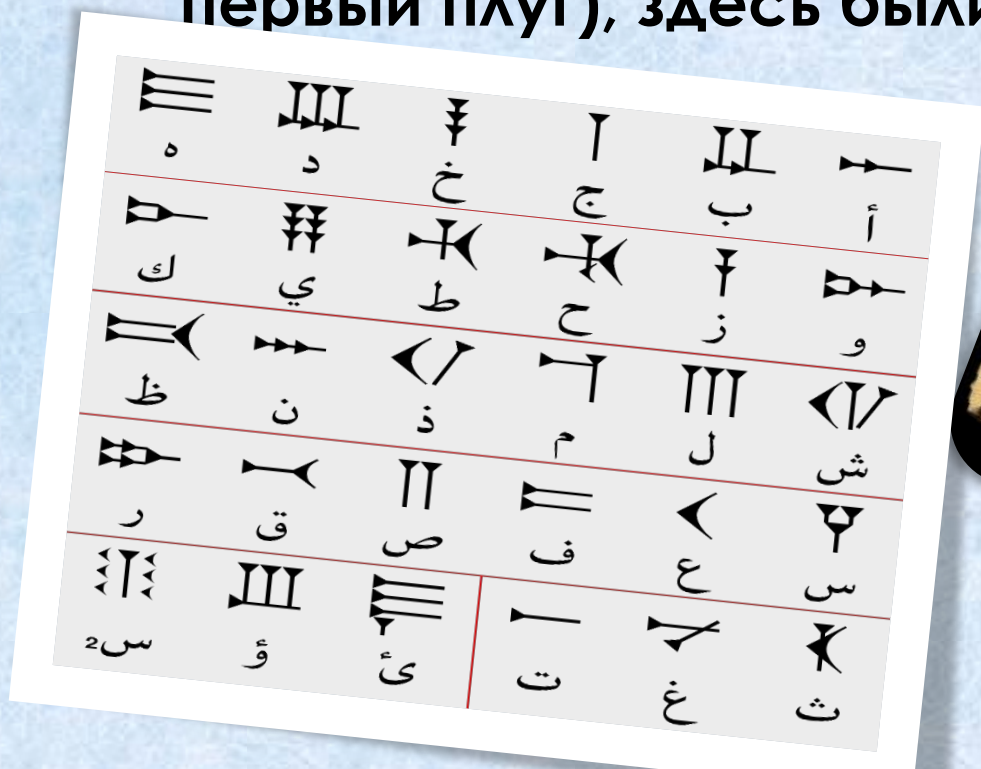 первый плуг), здесь были
𐎀 𐎁 𐎂 𐎃 𐎄 𐎅
أ ب ج خ د ه
𐎆 𐎇 𐎈 𐎉 𐎊 𐎋
و ز ح ط ي ك
𐎌 𐎍 𐎎 𐎏 𐎐 𐎑
ش ل م ذ ن ظ
𐎒 𐎓 𐎔 𐎕 𐎖 𐎗
س ع ف ص ق ر
𐎘 𐎙 𐎚 𐎛 𐎜 𐎝
ث غ ت ئ ؤ س2